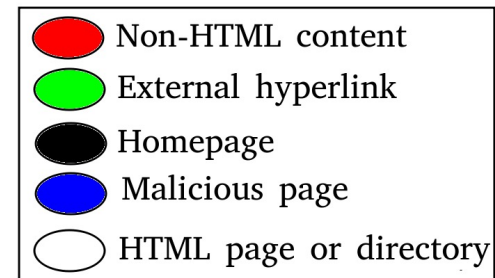 Non-HTML content
External hyperlink
Homepage
Malicious page
HTML page or directory